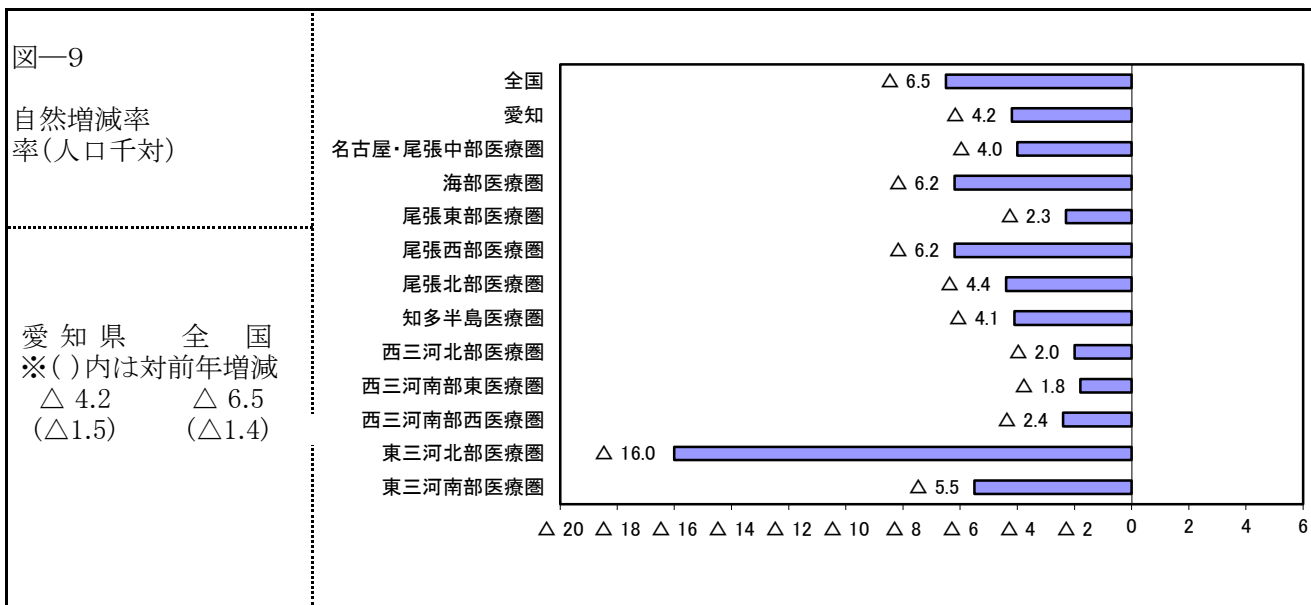 図―9
自然増減率
率(人口千対)
愛知県 全国
※( )内は対前年増減
△ 4.2 △ 6.5
(△1.5) (△1.4)
全国 △ 6.5
愛知 △ 4.2
名古屋・尾張中部医療圏 △ 4.0
海部医療圏 △ 6.2
尾張東部医療圏 △ 2.3
尾張西部医療圏 △ 6.2
尾張北部医療圏 △ 4.4
知多半島医療圏 △ 4.1
西三河北部医療圏 △ 2.0
西三河南部東医療圏 △ 1.8
西三河南部西医療圏 △ 2.4
東三河北部医療圏 △ 16.0
東三河南部医療圏 △ 5.5
△ 20 △ 18 △ 16 △ 14 △ 12 △ 10 △ 8 △ 6 △ 4 △ 2 0 2 4 6